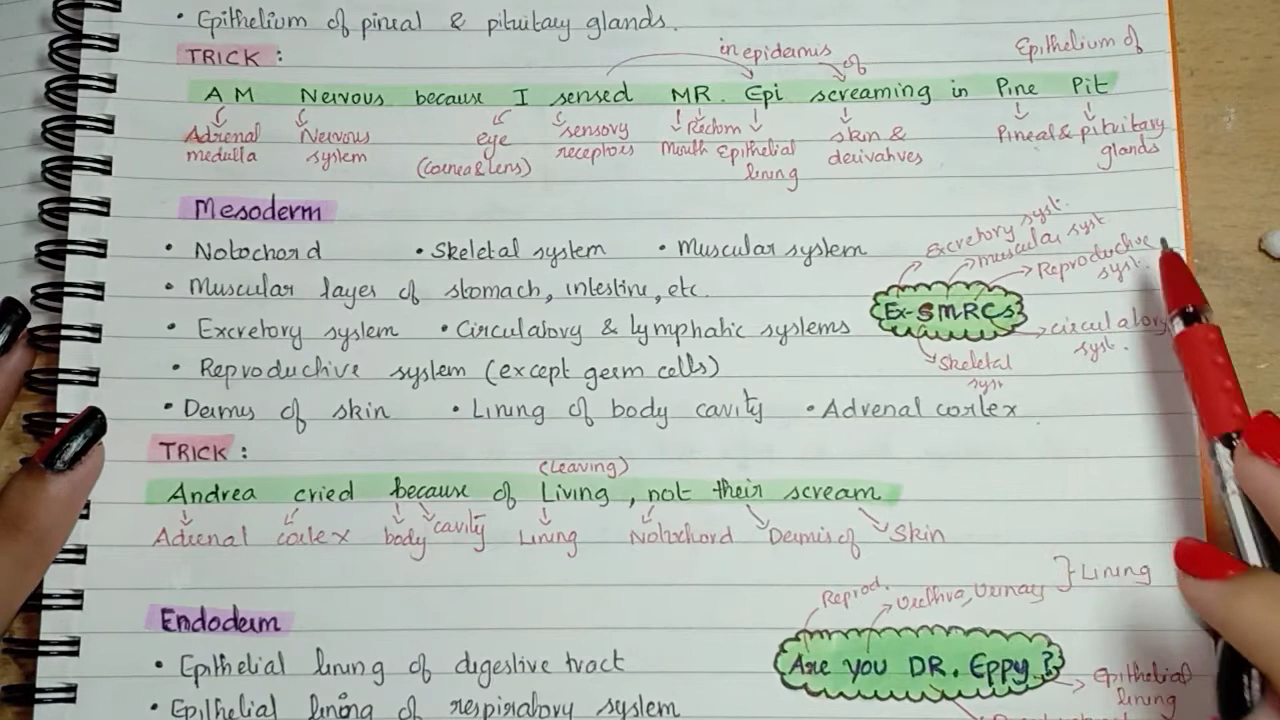 • Epithelium of pineal & pituitary glands.
TRICK :
in epidermis of
Epithelium of
A M Nervous because I sensed MR. Epi screaming in Pine Pit
Adrenal medulla
Nervous system
eye (cornea & Lens)
sensory receptors
Mouth
Rectum
Epithelial lining
skin & derivatives
Pineal & pituitary glands
Mesoderm
• Notochord • Skeletal system • Muscular system
• Muscular layer of stomach, intestine, etc.
• Excretory system • Circulatory & lymphatic systems
• Reproductive system (except germ cells)
• Dermis of skin • Lining of body cavity • Adrenal cortex
Excretory syst.
muscular syst
Reproductive syst.
Ex-SMRCs
circulatory syst.
Skeletal syst
TRICK :
(Leaving)
Andrea cried because of Living, not their scream
Adrenal cortex body cavity Lining Notochord Dermis of Skin
Endoderm
• Epithelial lining of digestive tract
• Epithelial lining of respiratory system
Reprod.
Urethra, Urinary } Lining
Are you DR. Eppy?
Epithelial lining